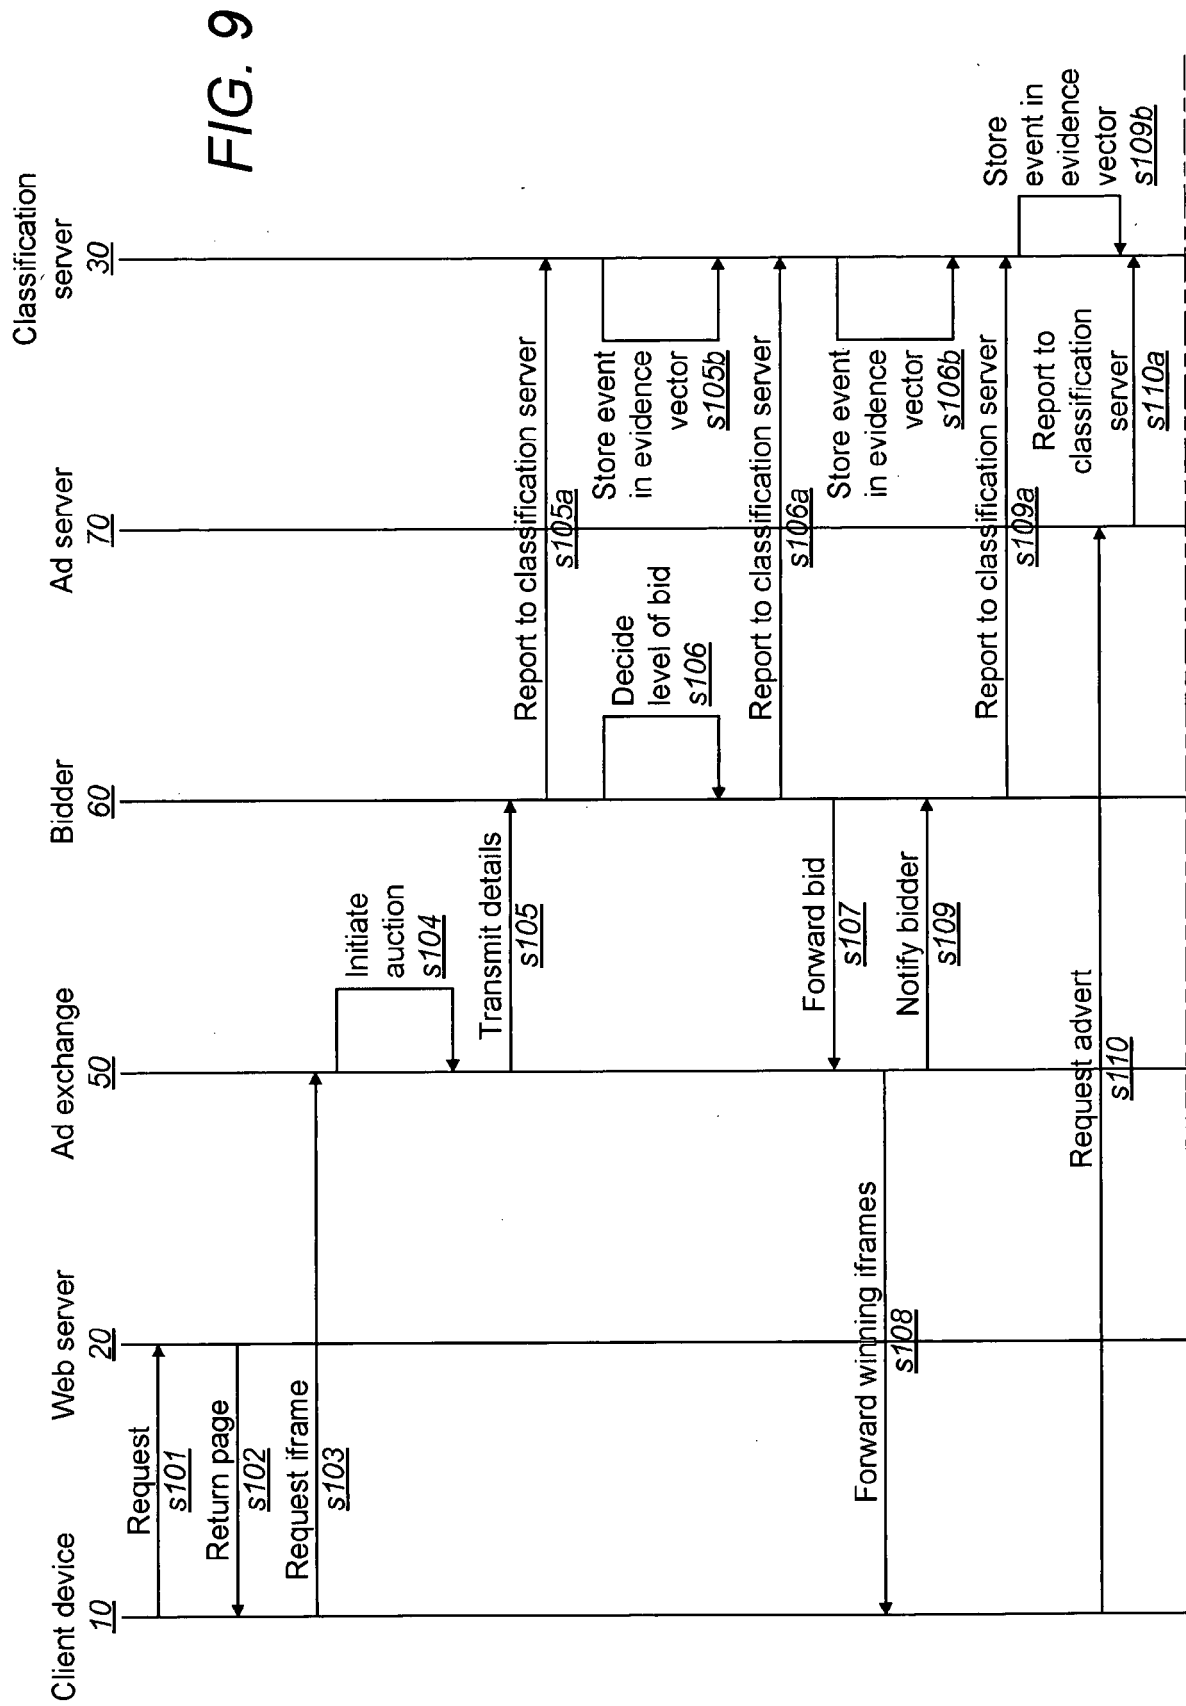 FIG. 9
Client device
10
Web server
20
Ad exchange
50
Bidder
60
Ad server
70
Classification
server
30
Request
s101
Return page
s102
Request iframe
s103
Initiate
auction
s104
Transmit details
s105
Report to classification server
s105a
Decide
level of bid
s106
Store event
in evidence
vector
s105b
Report to classification server
s106a
Forward bid
s107
Store event
in evidence
vector
s106b
Forward winning iframes
s108
Notify bidder
s109
Report to classification server
s109a
Store
event in
evidence
vector
s109b
Request advert
s110
Report to
classification
server
s110a